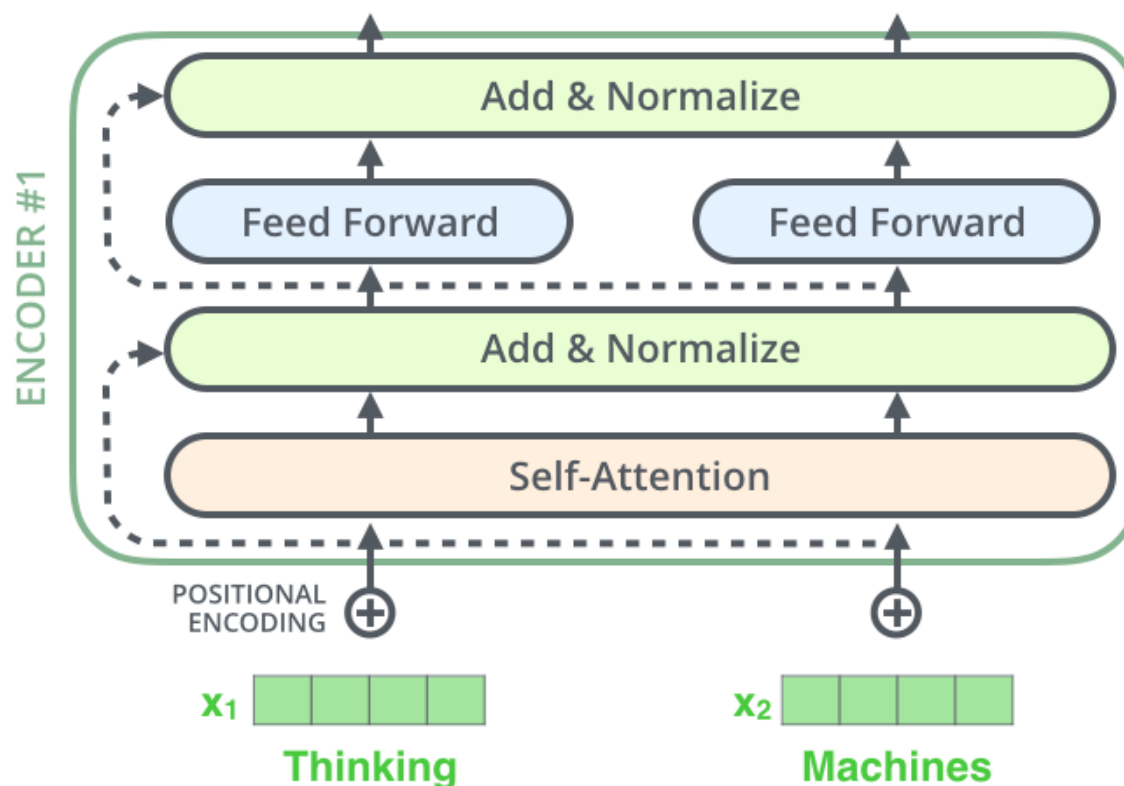 ENCODER #1
Add & Normalize
Feed Forward
Feed Forward
Add & Normalize
Self-Attention
POSITIONAL
ENCODING
x₁
x₂
Thinking
Machines